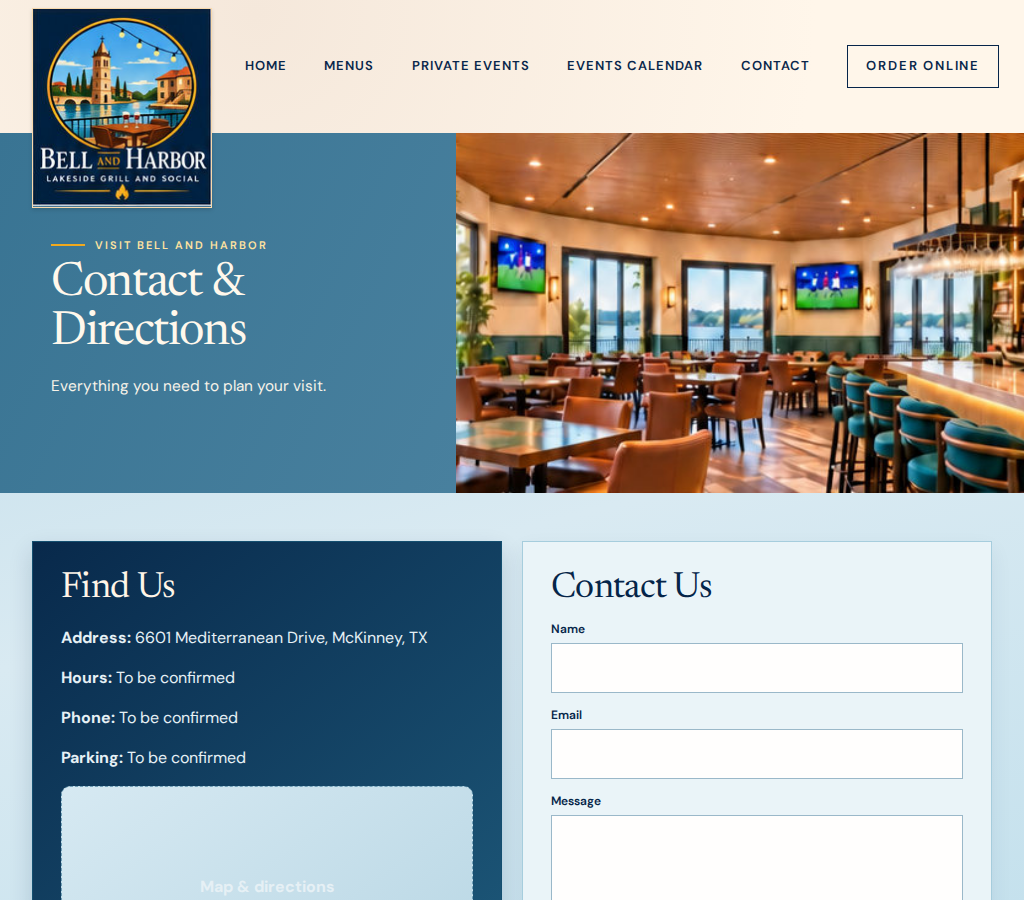 BELL AND HARBOR
LAKESIDE GRILL AND SOCIAL
HOME
MENUS
PRIVATE EVENTS
EVENTS CALENDAR
CONTACT
ORDER ONLINE
VISIT BELL AND HARBOR
Contact &
Directions
Everything you need to plan your visit.
Find Us
Address: 6601 Mediterranean Drive, McKinney, TX
Hours: To be confirmed
Phone: To be confirmed
Parking: To be confirmed
Map & directions
Contact Us
Name
Email
Message